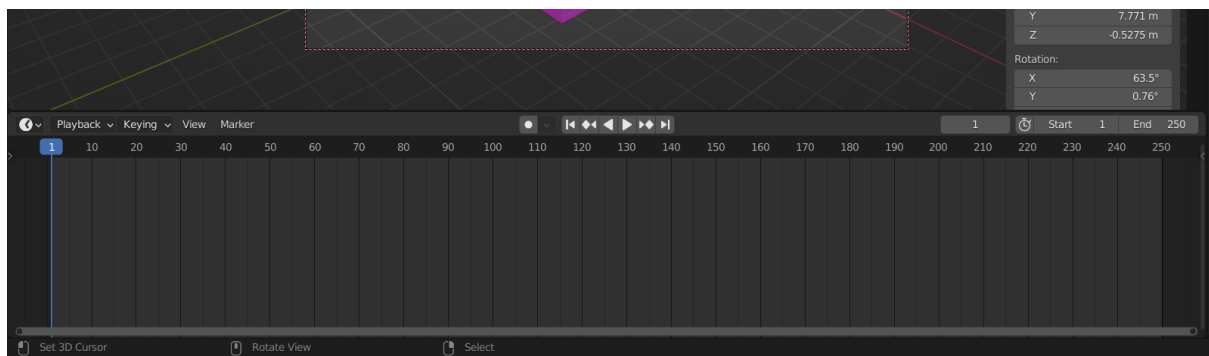 Y 7.771 m
Z -0.5275 m
Rotation:
X 63.5°
Y 0.76°
Playback Keying View Marker 1 Start 1 End 250
1 10 20 30 40 50 60 70 80 90 100 110 120 130 140 150 160 170 180 190 200 210 220 230 240 250
Set 3D Cursor Rotate View Select